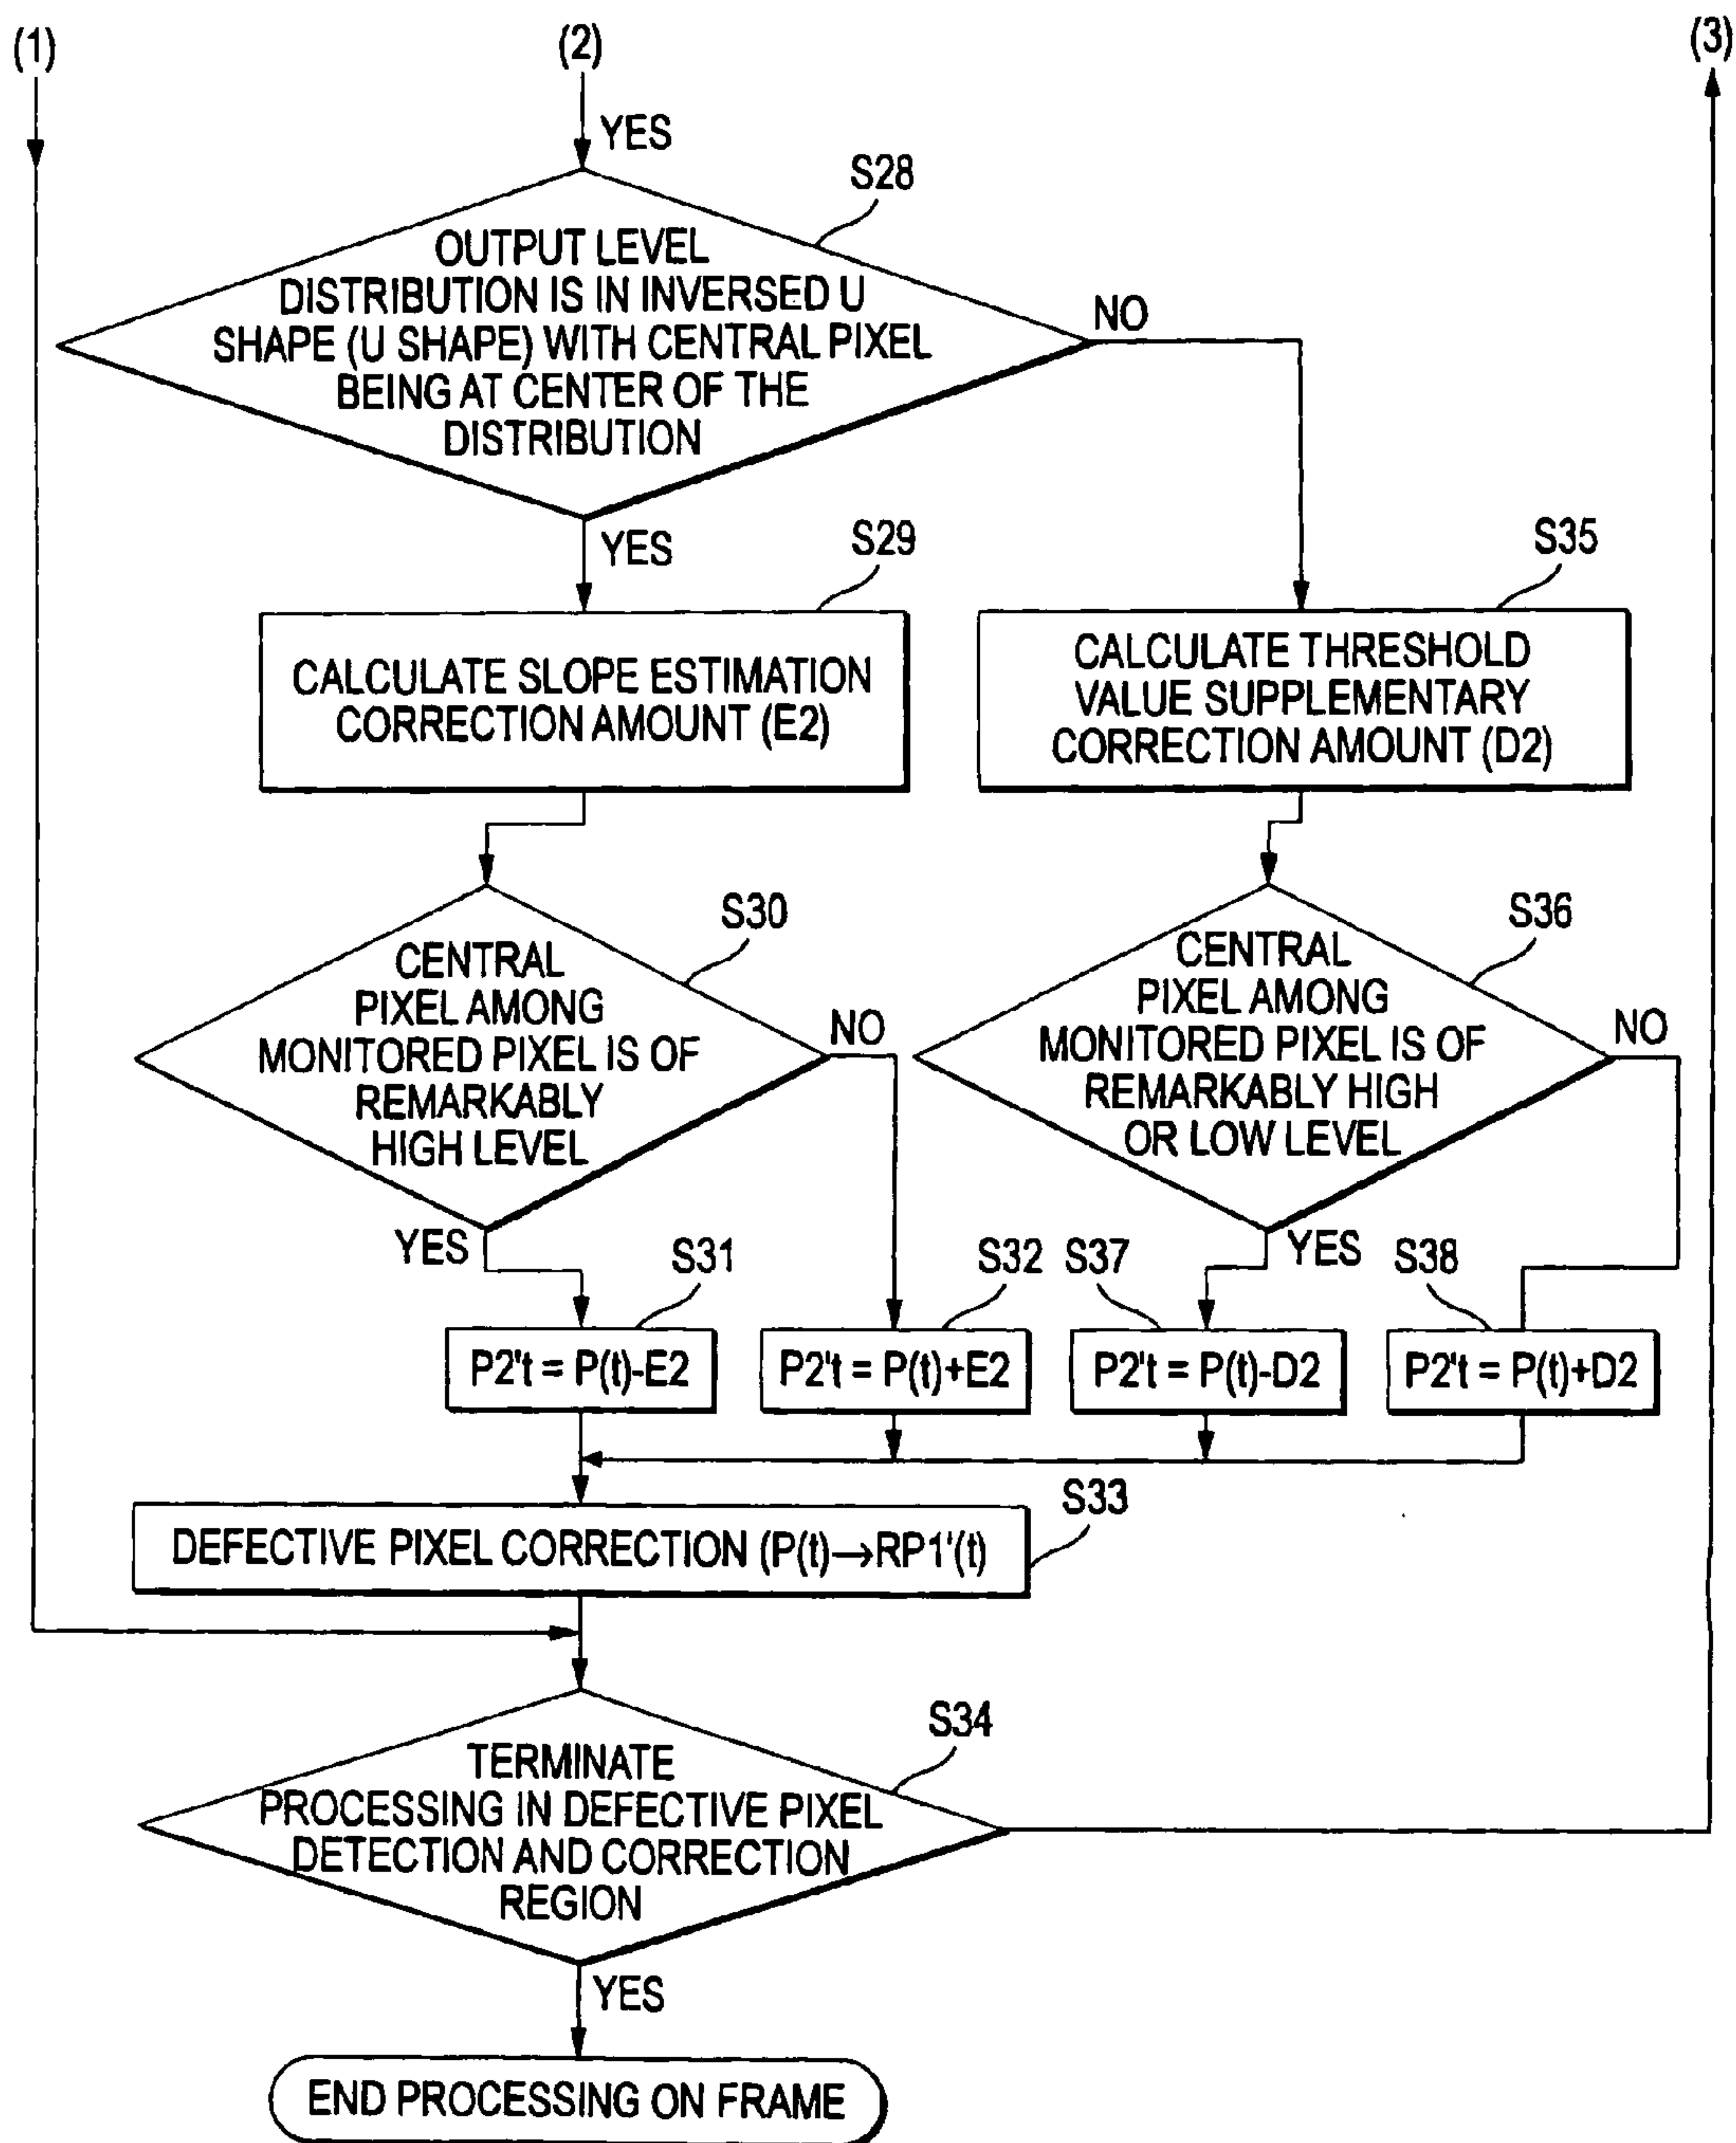 (1)
(2)
(3)
YES
S28
OUTPUT LEVEL
DISTRIBUTION IS IN INVERSED U
SHAPE (U SHAPE) WITH CENTRAL PIXEL
BEING AT CENTER OF THE
DISTRIBUTION
NO
YES
S29
CALCULATE SLOPE ESTIMATION
CORRECTION AMOUNT (E2)
S35
CALCULATE THRESHOLD
VALUE SUPPLEMENTARY
CORRECTION AMOUNT (D2)
S30
CENTRAL
PIXEL AMONG
MONITORED PIXEL IS OF
REMARKABLY
HIGH LEVEL
NO
YES
S36
CENTRAL
PIXEL AMONG
MONITORED PIXEL IS OF
REMARKABLY HIGH
OR LOW LEVEL
NO
YES
S31
P2't = P(t)-E2
S32
P2't = P(t)+E2
S37
P2't = P(t)-D2
S38
P2't = P(t)+D2
S33
DEFECTIVE PIXEL CORRECTION (P(t)→RP1'(t)
S34
TERMINATE
PROCESSING IN DEFECTIVE PIXEL
DETECTION AND CORRECTION
REGION
YES
END PROCESSING ON FRAME